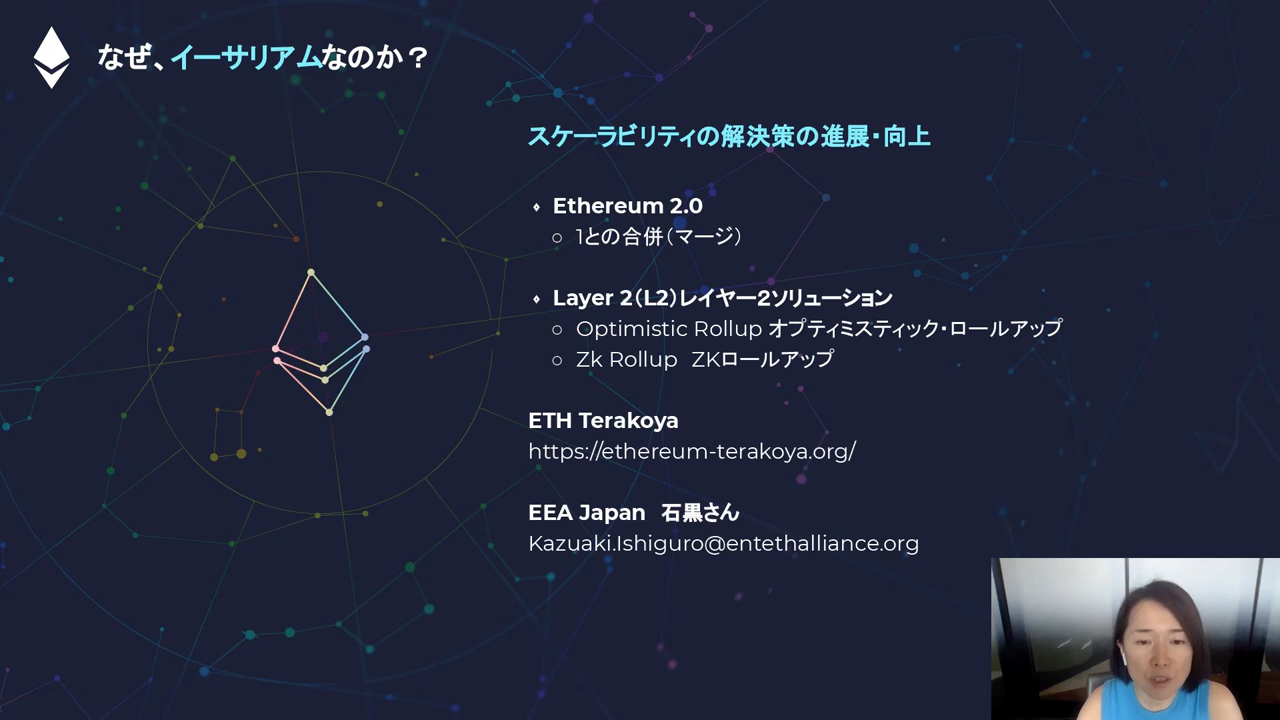 なぜ、イーサリアムなのか？
スケーラビリティの解決策の進展・向上
Ethereum 2.0
1との合併（マージ）
Layer 2（L2）レイヤー2ソリューション
Optimistic Rollup オプティミスティック・ロールアップ
Zk Rollup ZKロールアップ
ETH Terakoya
https://ethereum-terakoya.org/
EEA Japan 石黒さん
Kazuaki.Ishiguro@entethalliance.org